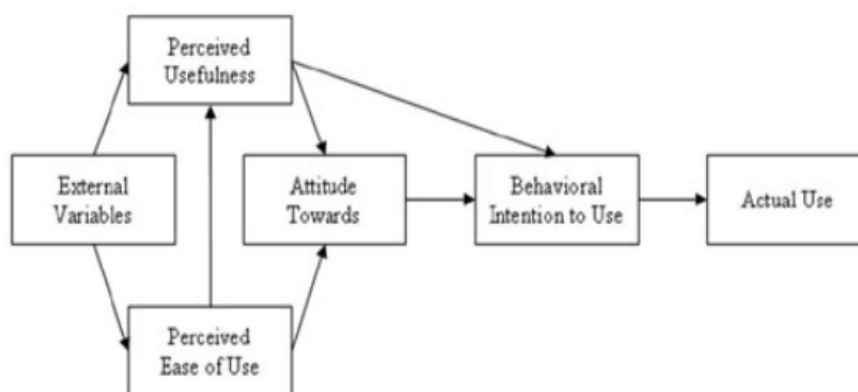 Perceived
Usefulness
External
Variables
Attitude
Towards
Behavioral
Intention to Use
Actual Use
Perceived
Ease of Use